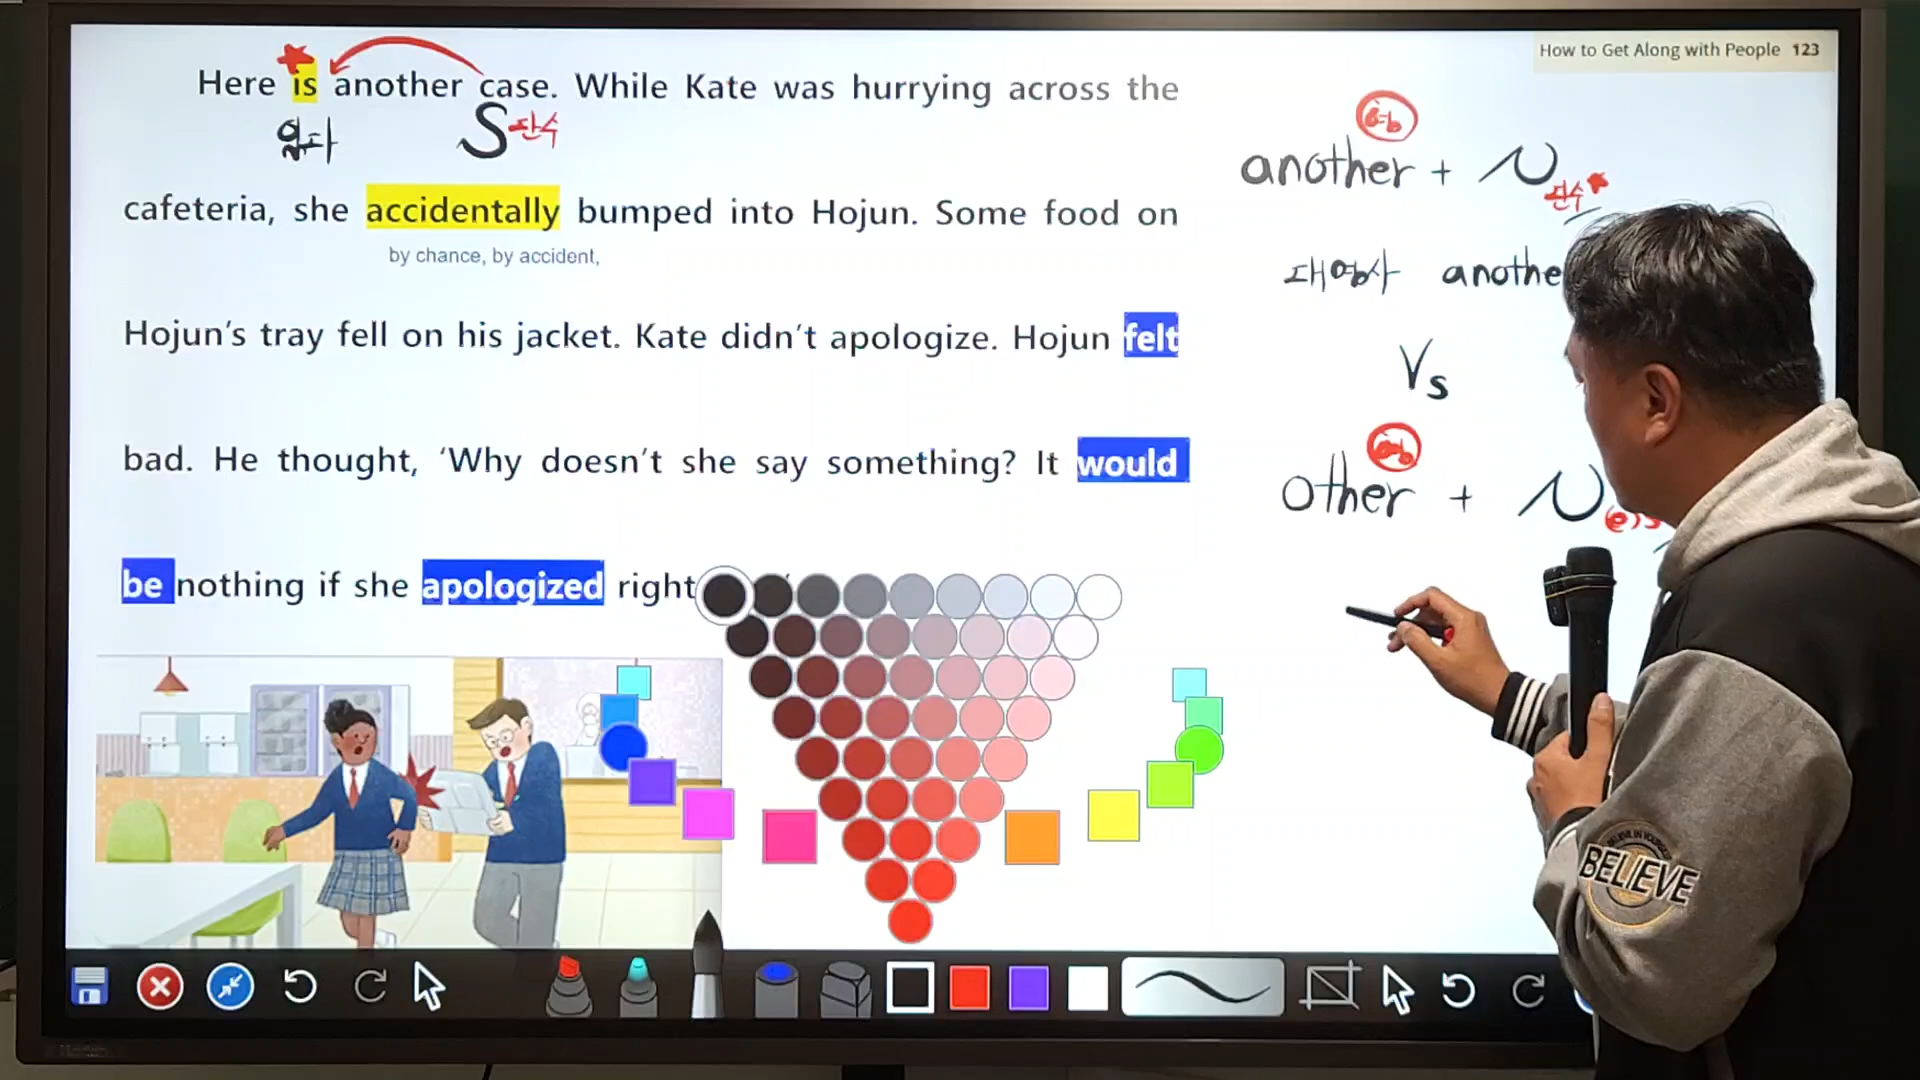 How to Get Along with People 123
Here is another case. While Kate was hurrying across the
있다 S단수
cafeteria, she accidentally bumped into Hojun. Some food on
by chance, by accident,
Hojun's tray fell on his jacket. Kate didn't apologize. Hojun felt
bad. He thought, ‘Why doesn't she say something? It would
be nothing if she apologized right
another + N
단수
대명사 anothe
Vs
other + N
(e)s
BELIEVE